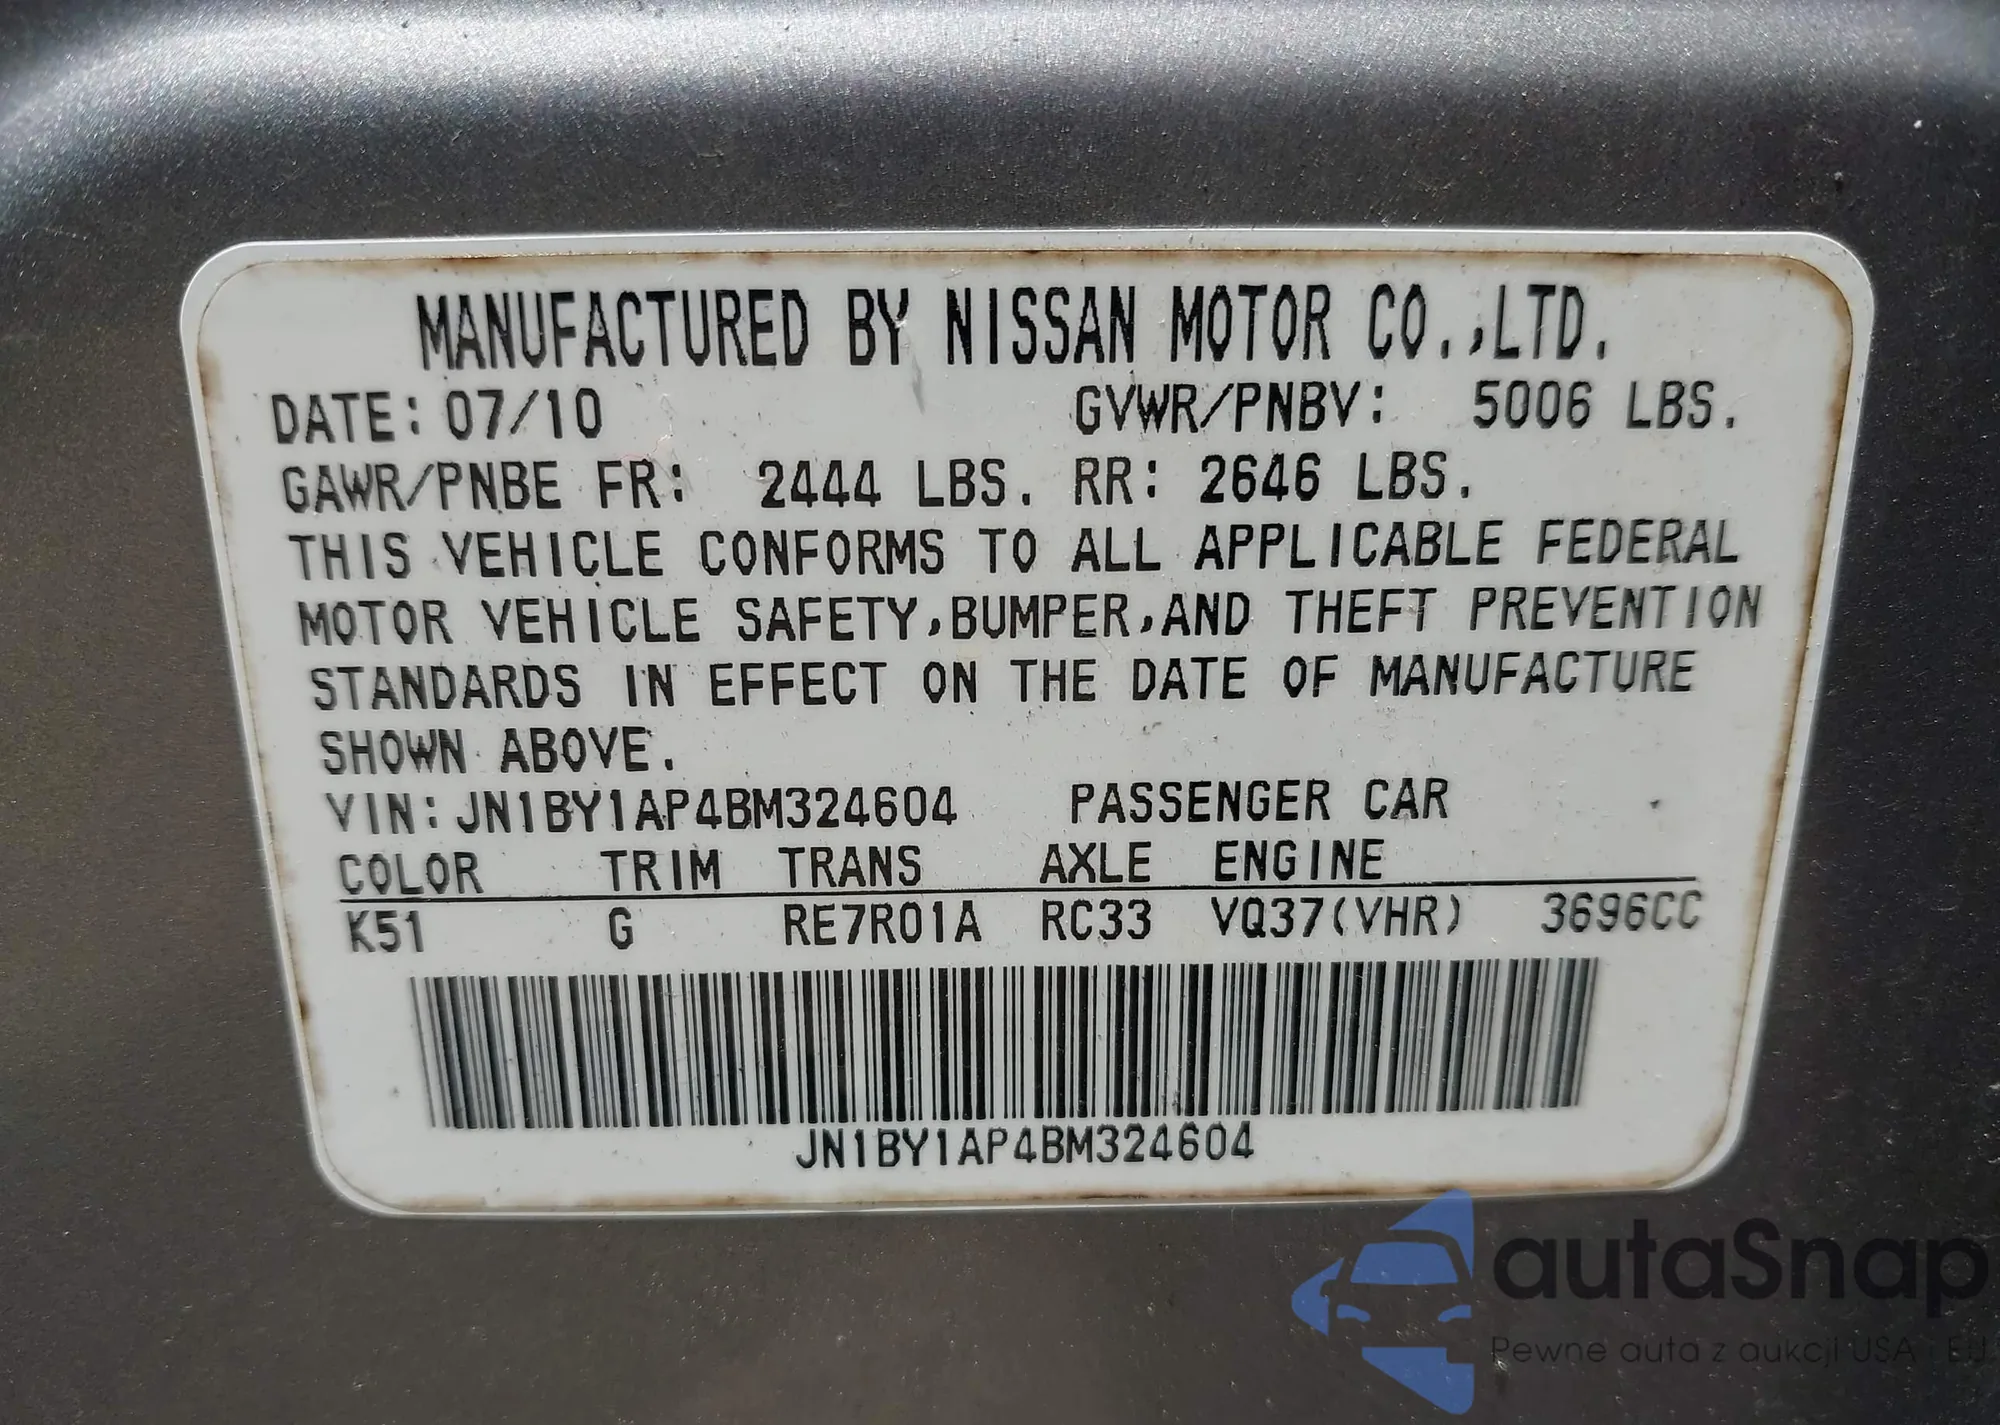 MANUFACTURED BY NISSAN MOTOR CO.,LTD.
DATE: 07/10 GVWR/PNBV: 5006 LBS.
GAWR/PNBE FR: 2444 LBS. RR: 2646 LBS.
THIS VEHICLE CONFORMS TO ALL APPLICABLE FEDERAL
MOTOR VEHICLE SAFETY,BUMPER,AND THEFT PREVENTION
STANDARDS IN EFFECT ON THE DATE OF MANUFACTURE
SHOWN ABOVE.
VIN: JN1BY1AP4BM324604 PASSENGER CAR
COLOR TRIM TRANS AXLE ENGINE
K51 G RE7R01A RC33 VQ37(VHR) 3696CC
JN1BY1AP4BM324604
autaSnap
Pewne auta z aukcji USA i EU